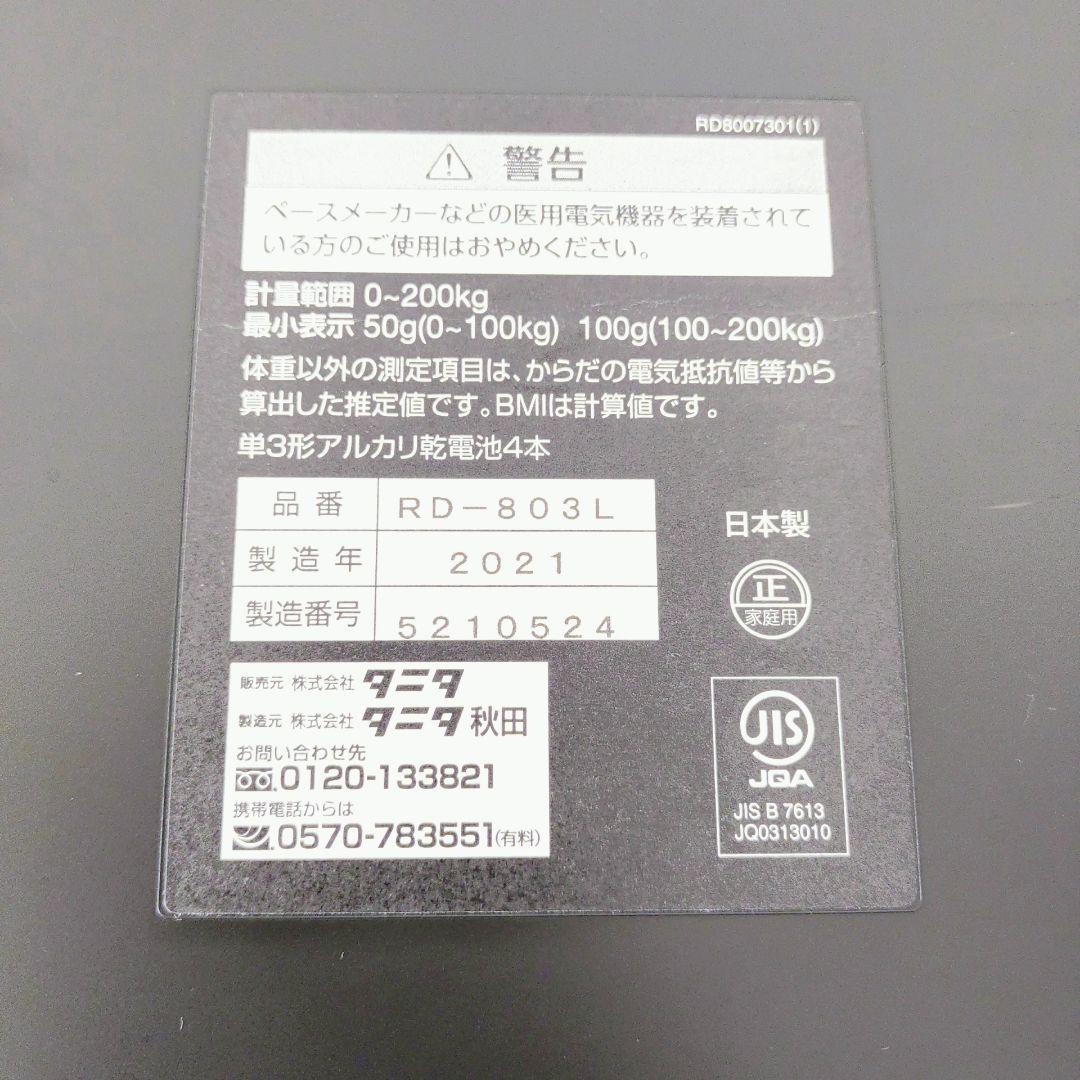 RD8007301(1)
警告
ペースメーカーなどの医用電気機器を装着されて
いる方のご使用はおやめください。
計量範囲 0~200kg
最小表示 50g(0~100kg) 100g(100~200kg)
体重以外の測定項目は、からだの電気抵抗値等から
算出した推定値です。BMIは計算値です。
単3形アルカリ乾電池4本
品番 RD-803L
製造年 2021
製造番号 5210524
日本製
正
家庭用
販売元 株式会社 タニタ
製造元 株式会社 タニタ秋田
お問い合わせ先
0120-133821
携帯電話からは
0570-783551(有料)
JIS
JQA
JIS B 7613
JQ0313010